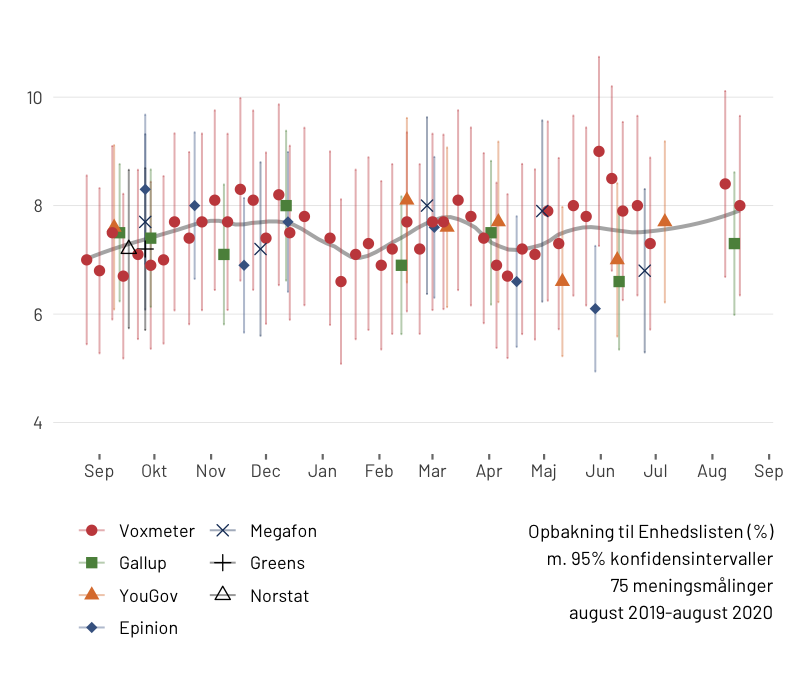 10
8
6
4
Sep Okt Nov Dec Jan Feb Mar Apr Maj Jun Jul Aug Sep
Voxmeter Megafon
Gallup Greens
YouGov Norstat
Epinion
Opbakning til Enhedslisten (%)
m. 95% konfidensintervaller
75 meningsmålinger
august 2019-august 2020